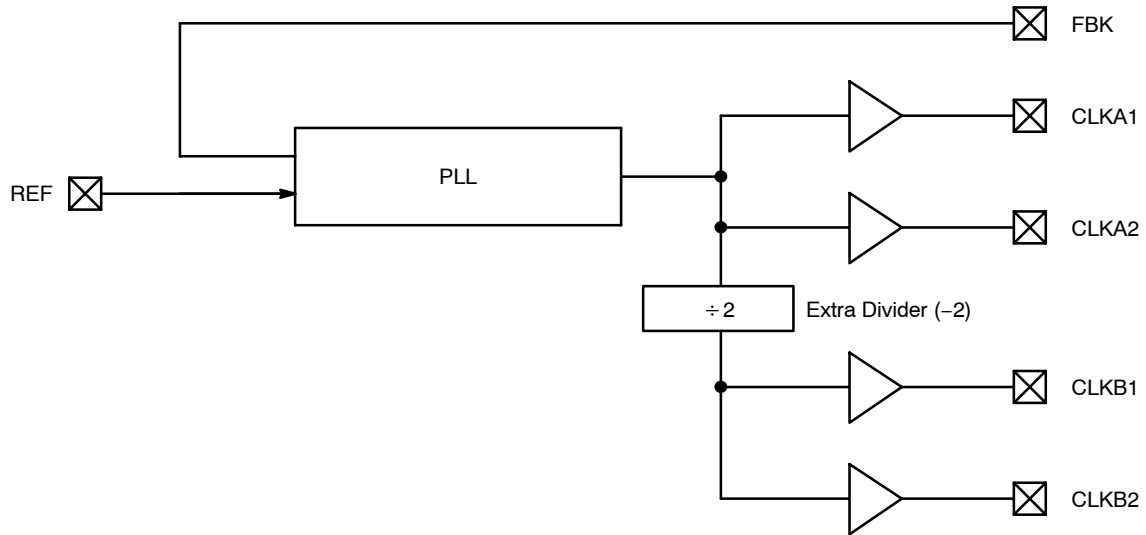 FBK
CLKA1
PLL
REF
CLKA2
÷2 Extra Divider (−2)
CLKB1
CLKB2